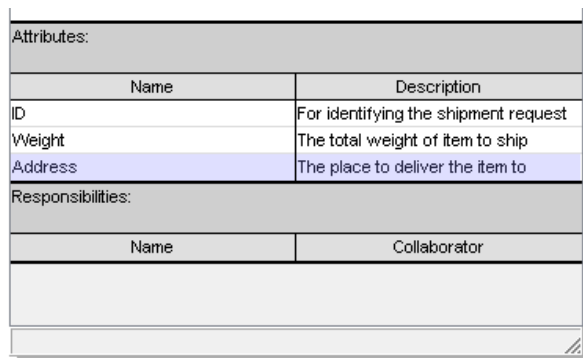 Attributes:
Name Description
ID For identifying the shipment request
Weight The total weight of item to ship
Address The place to deliver the item to
Responsibilities:
Name Collaborator